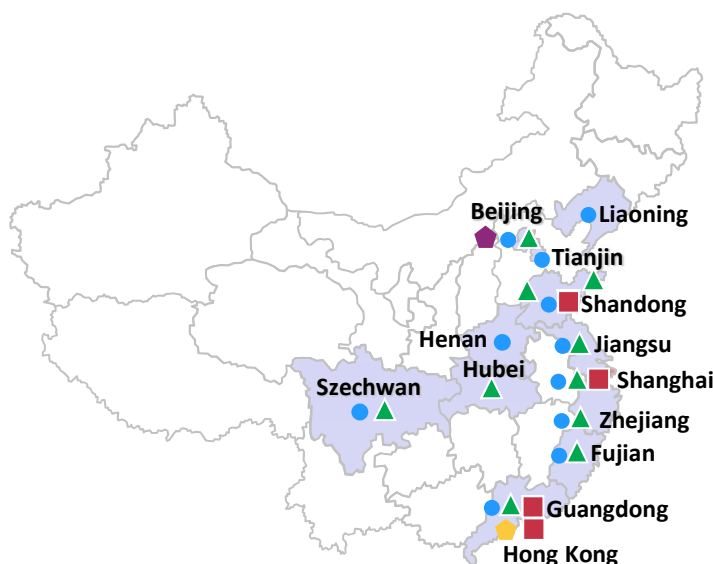 Beijing
Liaoning
Tianjin
Shandong
Henan
Jiangsu
Hubei
Szechwan
Shanghai
Zhejiang
Fujian
Guangdong
Hong Kong